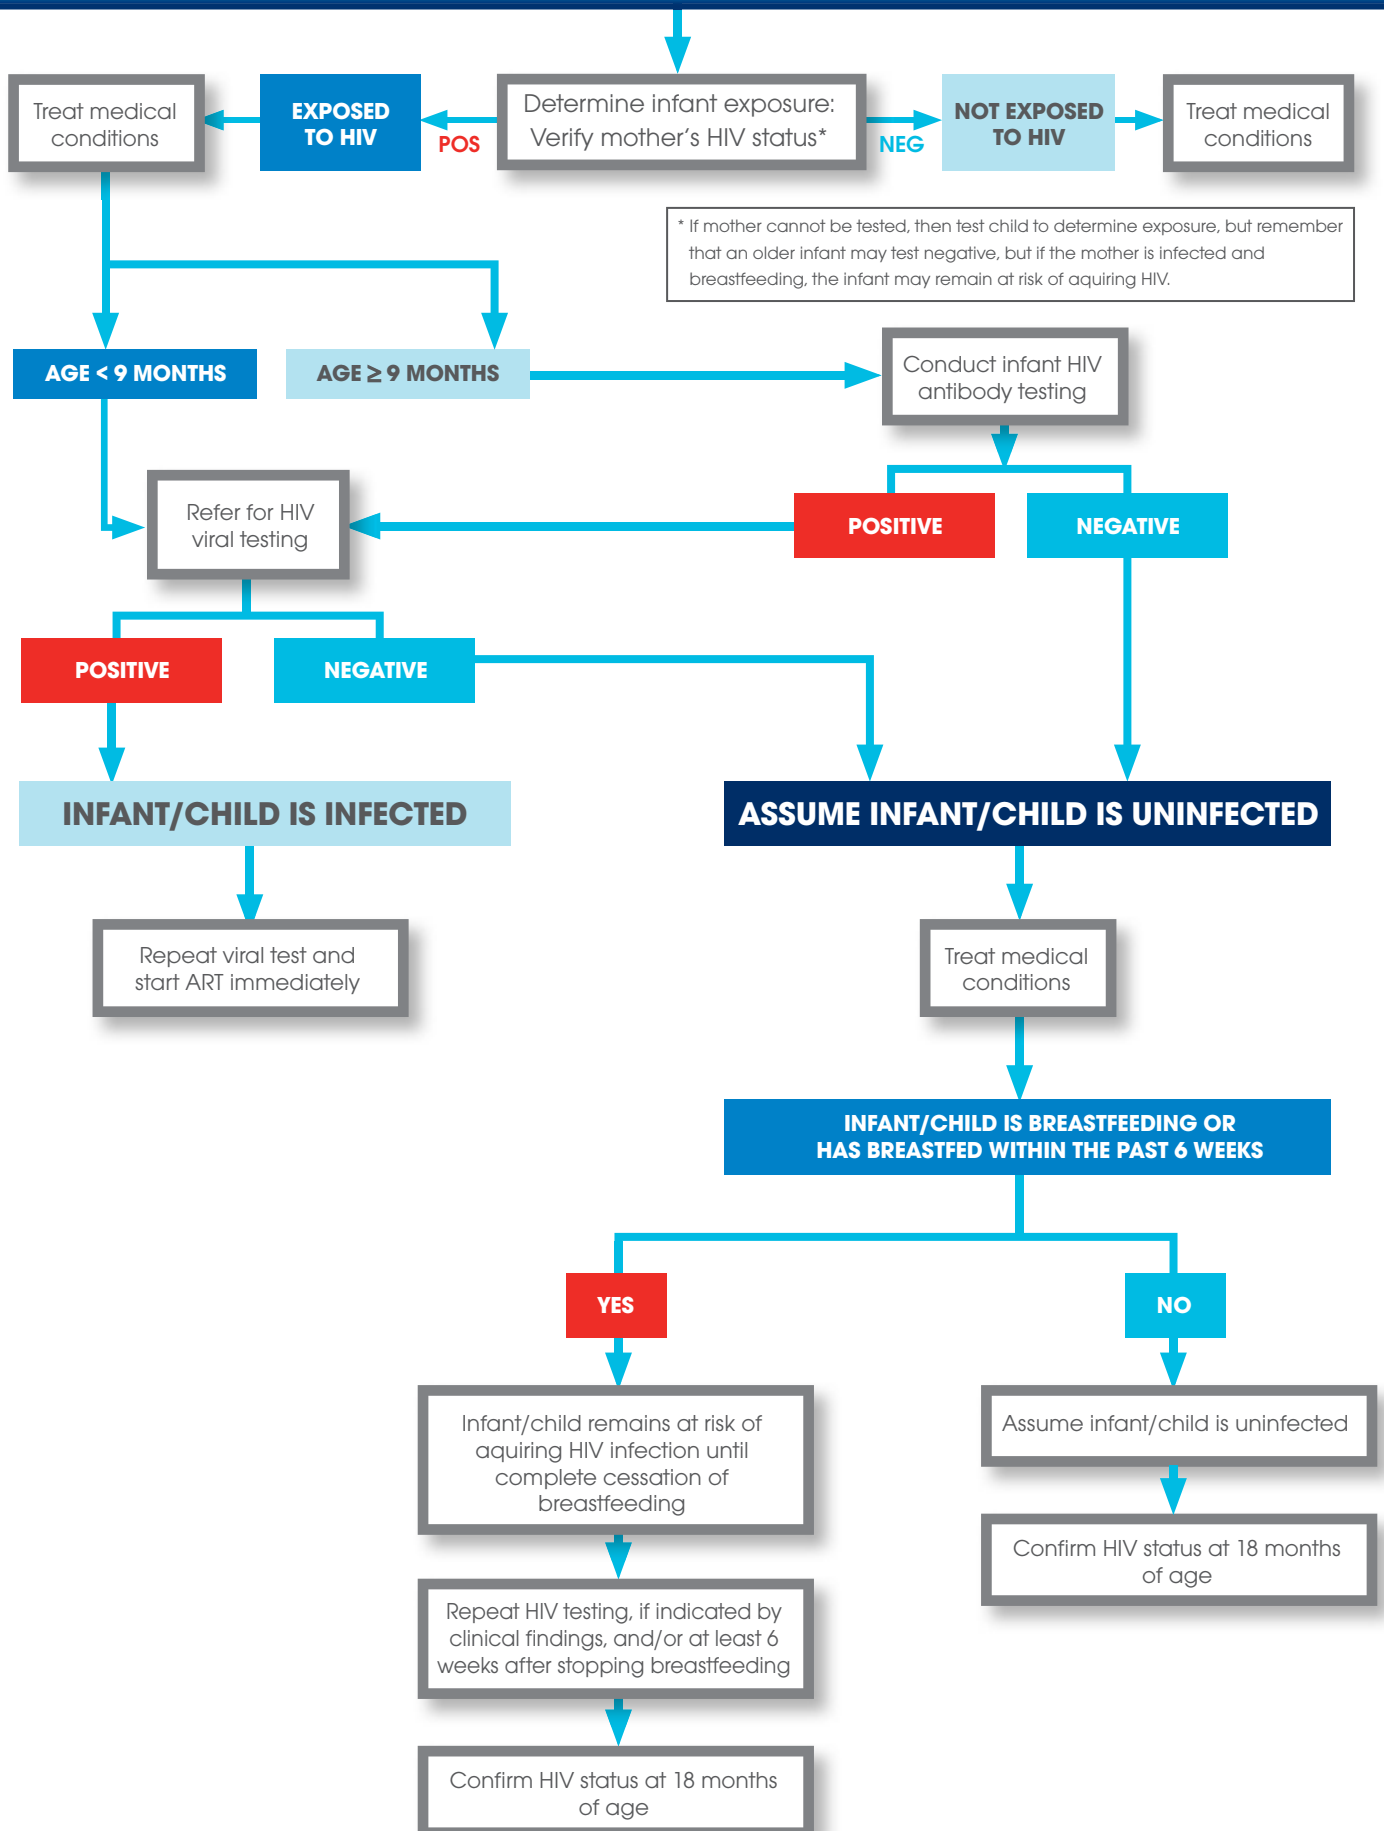 Treat medical
conditions
EXPOSED
TO HIV
POS
Determine infant exposure:
Verify mother's HIV status*
NEG
NOT EXPOSED
TO HIV
Treat medical
conditions
* If mother cannot be tested, then test child to determine exposure, but remember
that an older infant may test negative, but if the mother is infected and
breastfeeding, the infant may remain at risk of aquiring HIV.
AGE < 9 MONTHS
AGE ≥ 9 MONTHS
Conduct infant HIV
antibody testing
Refer for HIV
viral testing
POSITIVE
NEGATIVE
POSITIVE
NEGATIVE
INFANT/CHILD IS INFECTED
ASSUME INFANT/CHILD IS UNINFECTED
Repeat viral test and
start ART immediately
Treat medical
conditions
INFANT/CHILD IS BREASTFEEDING OR
HAS BREASTFED WITHIN THE PAST 6 WEEKS
YES
NO
Infant/child remains at risk of
aquiring HIV infection until
complete cessation of
breastfeeding
Assume infant/child is uninfected
Confirm HIV status at 18 months
of age
Repeat HIV testing, if indicated by
clinical findings, and/or at least 6
weeks after stopping breastfeeding
Confirm HIV status at 18 months
of age